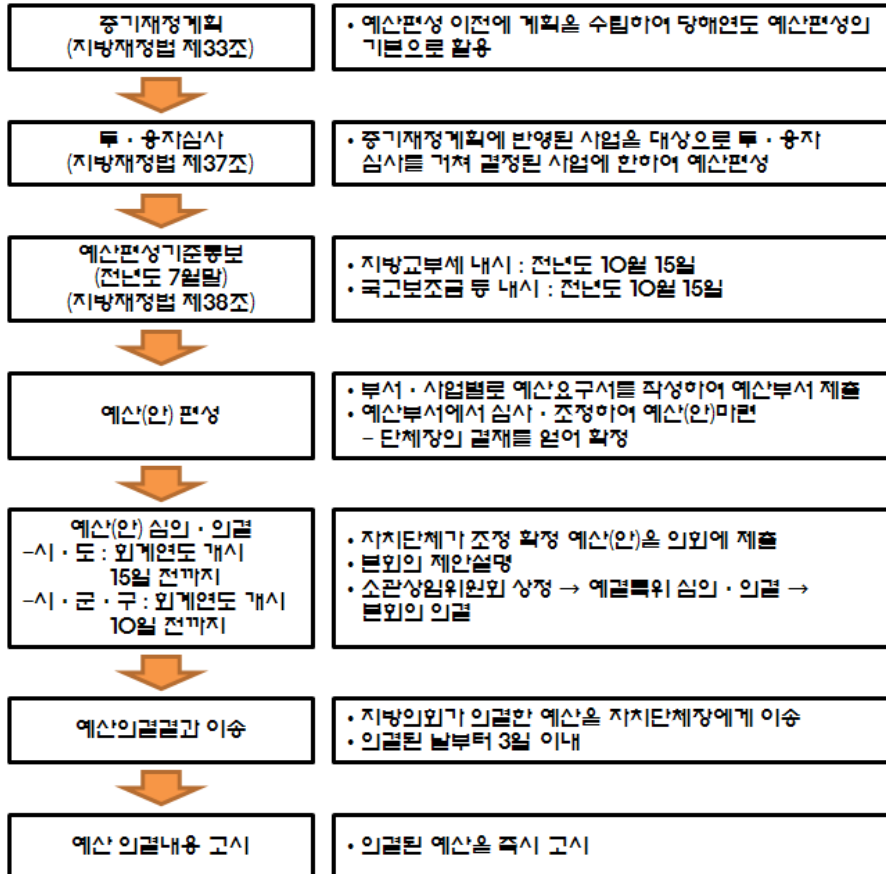 중기재정계획
(지방재정법 제33조)
• 예산편성 이전에 계획을 수립하여 당해연도 예산편성의
기본으로 활용
투 · 융자심사
(지방재정법 제37조)
• 중기재정계획에 반영된 사업을 대상으로 투 · 융자
심사를 거쳐 결정된 사업에 한하여 예산편성
예산편성기준통보
(전년도 7월말)
(지방재정법 제38조)
• 지방교부세 내시 : 전년도 10월 15일
• 국고보조금 등 내시 : 전년도 10월 15일
예산(안) 편성
• 부서 · 사업별로 예산요구서를 작성하여 예산부서 제출
• 예산부서에서 심사 · 조정하여 예산(안)마련
– 단체장의 결재를 얻어 확정
예산(안) 심의 · 의결
-시 · 도 : 회계연도 개시
15일 전까지
-시 · 군 · 구 : 회계연도 개시
10일 전까지
• 자치단체가 조정 확정 예산(안)을 의회에 제출
• 본회의 제안설명
• 소관상임위원회 상정 → 예결특위 심의 · 의결 →
본회의 의결
예산의결결과 이송
• 지방의회가 의결한 예산을 자치단체장에게 이송
• 의결된 날부터 3일 이내
예산 의결내용 고시
• 의결된 예산을 즉시 고시